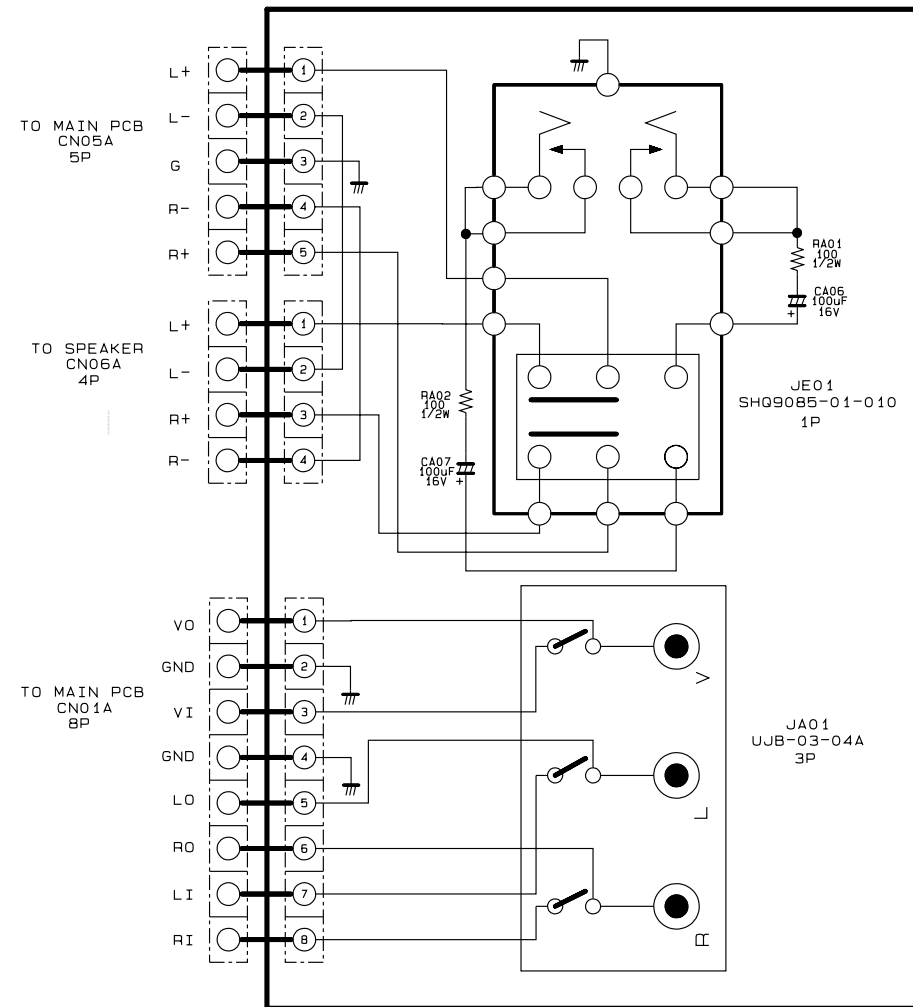 TO MAIN PCB
CN05A
5P
L+
L-
G
R-
R+
1
2
3
4
5
TO SPEAKER
CN06A
4P
L+
L-
R+
R-
1
2
3
4
RA02
100
1/2W
CA07
100uF
16V +
RA01
100
1/2W
CA06
100uF
+ 16V
JE01
SHQ9085-01-010
1P
TO MAIN PCB
CN01A
8P
VO
GND
VI
GND
LO
RO
LI
RI
1
2
3
4
5
6
7
8
V
L
R
JA01
UJB-03-04A
3P